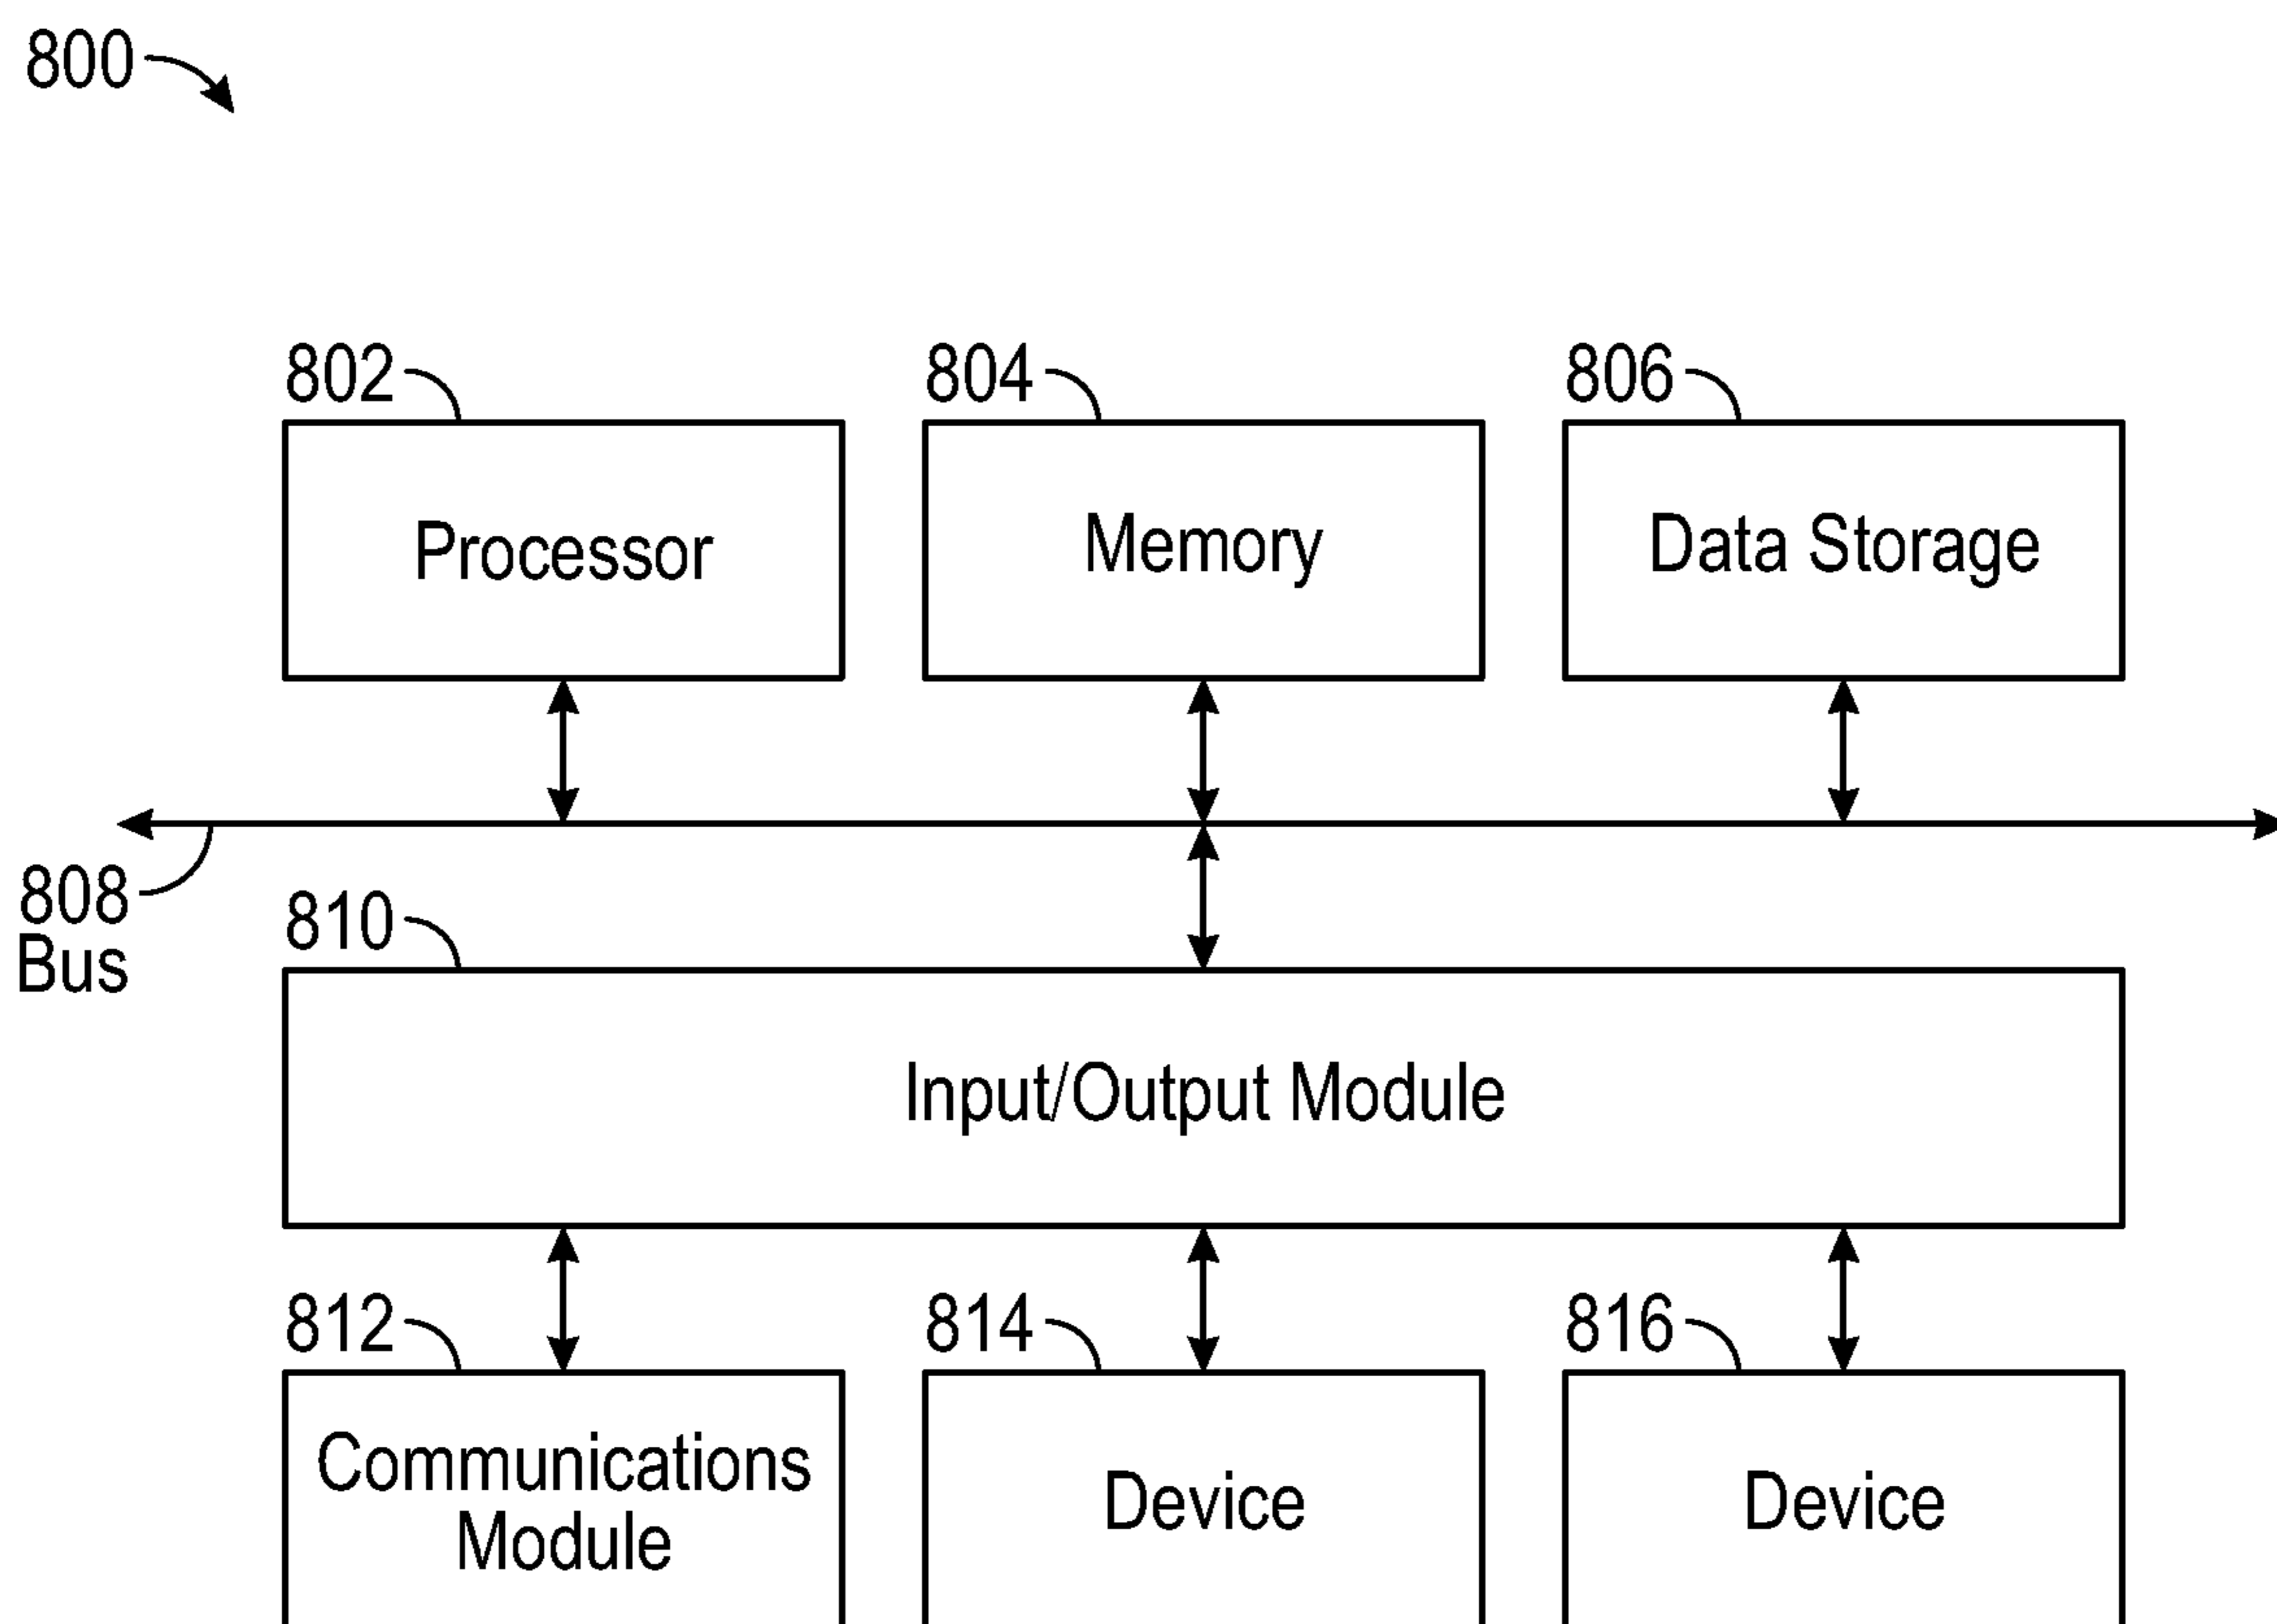 800
802
804
806
Processor
Memory
Data Storage
808
Bus
810
Input/Output Module
812
814
816
Communications
Module
Device
Device